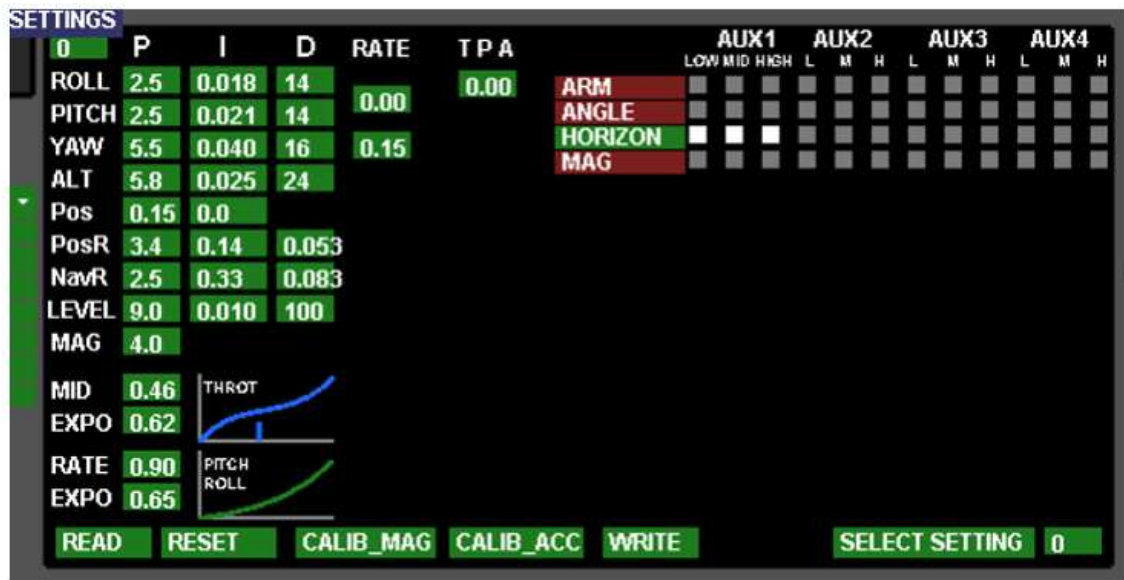 SETTINGS
0 P I D RATE T P A AUX1 AUX2 AUX3 AUX4
LOW MID HIGH L M H L M H L M H
ROLL 2.5 0.018 14 0.00 ARM
PITCH 2.5 0.021 14 0.00 ANGLE
YAW 5.5 0.040 16 0.15 HORIZON
ALT 5.8 0.025 24 MAG
Pos 0.15 0.0
PosR 3.4 0.14 0.053
NavR 2.5 0.33 0.083
LEVEL 9.0 0.010 100
MAG 4.0
MID 0.46 THROT
EXPO 0.62
RATE 0.90 PITCH
EXPO 0.65 ROLL
READ RESET CALIB_MAG CALIB_ACC WRITE SELECT SETTING 0